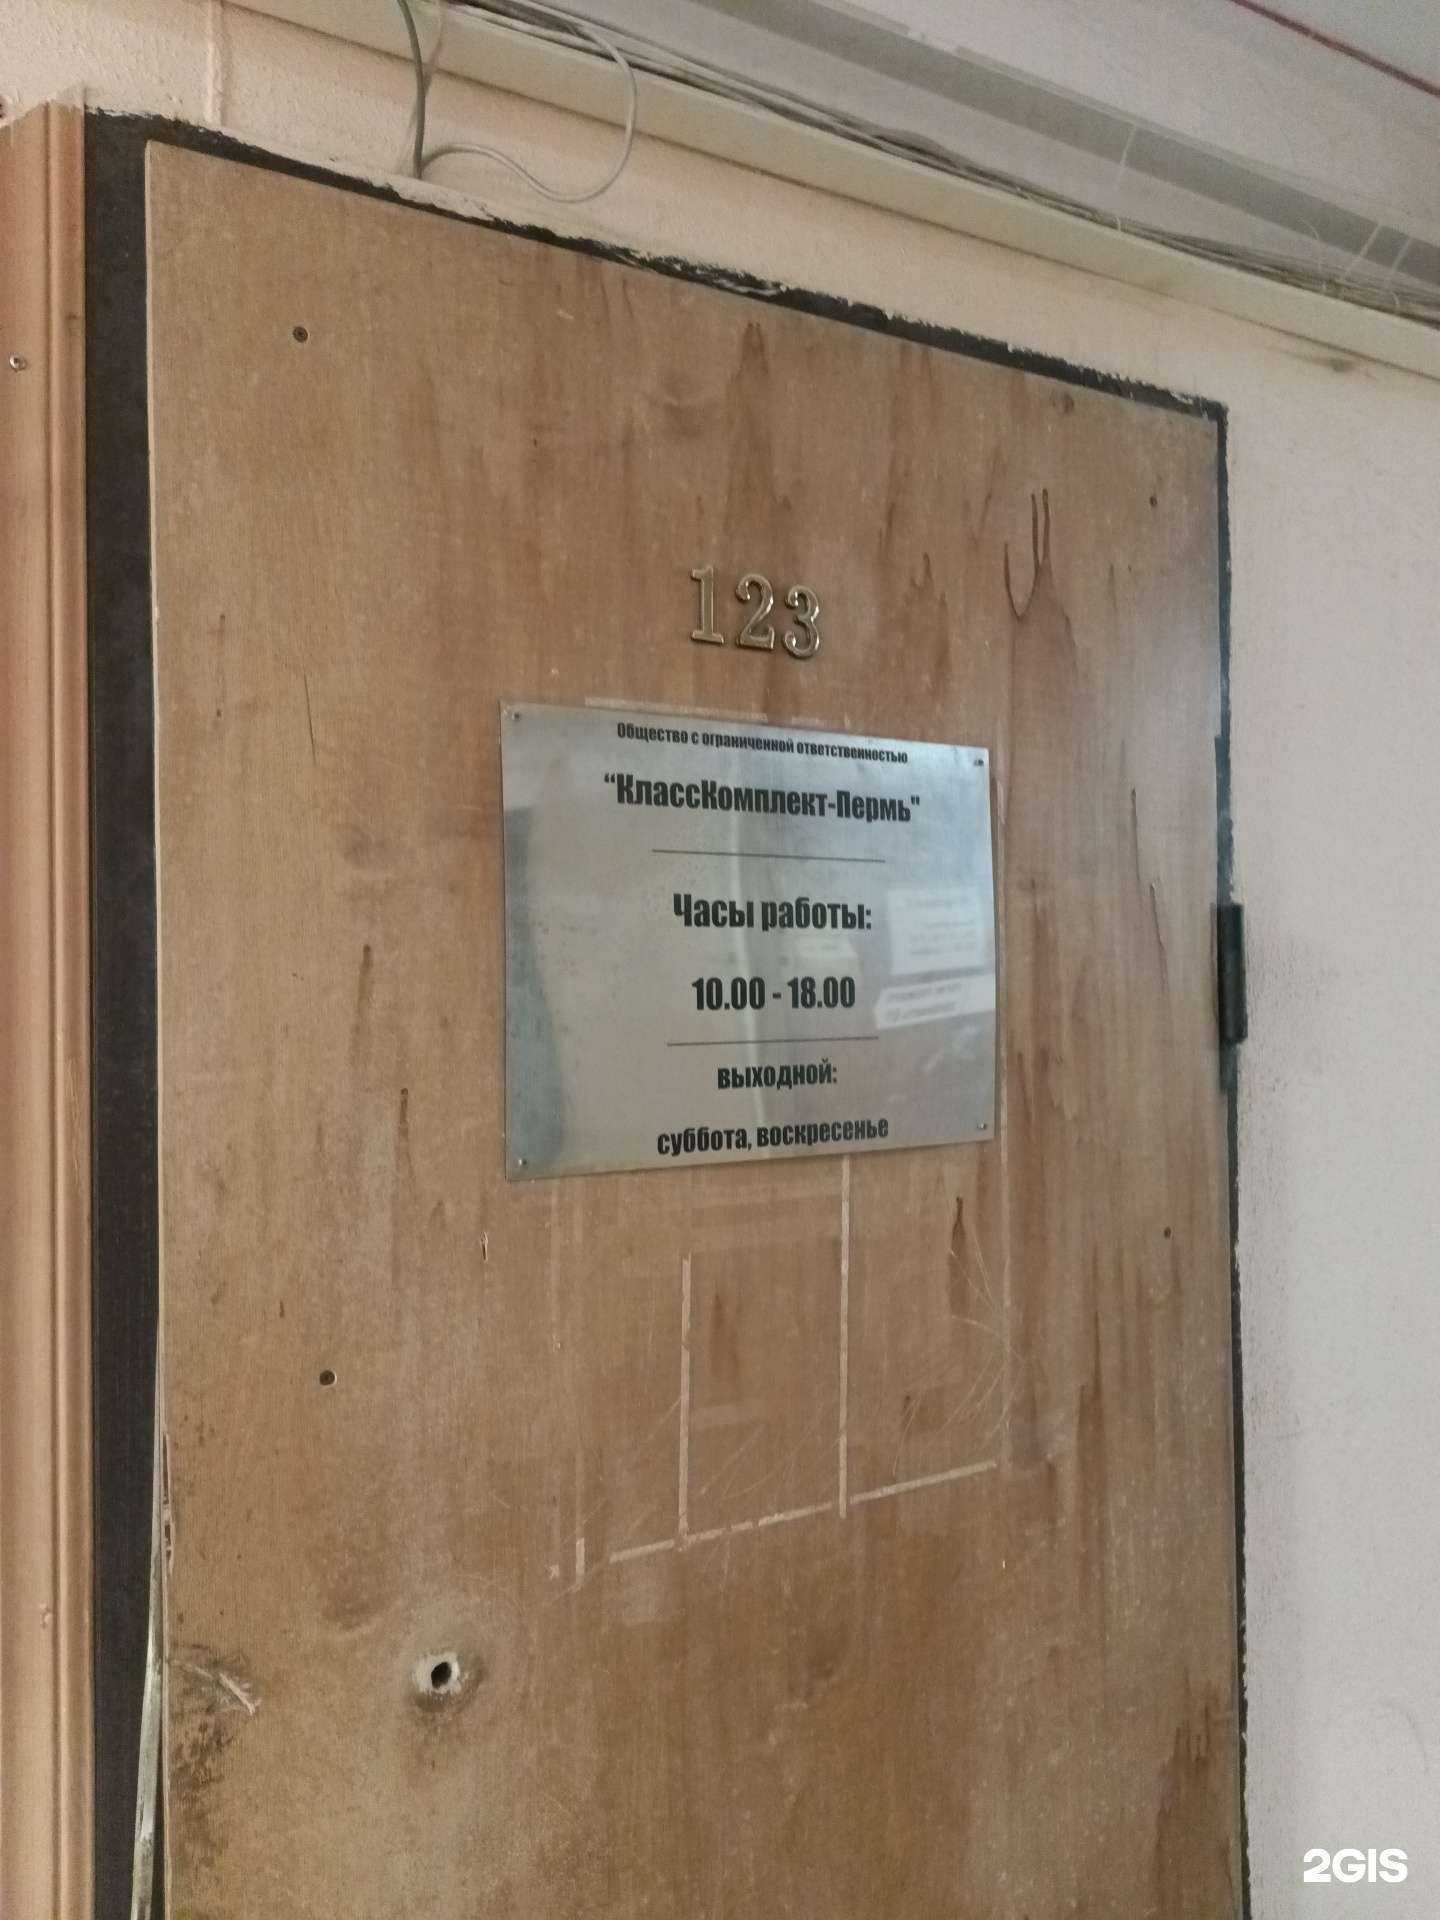 123
Общество с ограниченной ответственностью
“КлассКомплект-Пермь"
Часы работы:
10.00 - 18.00
выходной:
суббота, воскресенье
2GIS